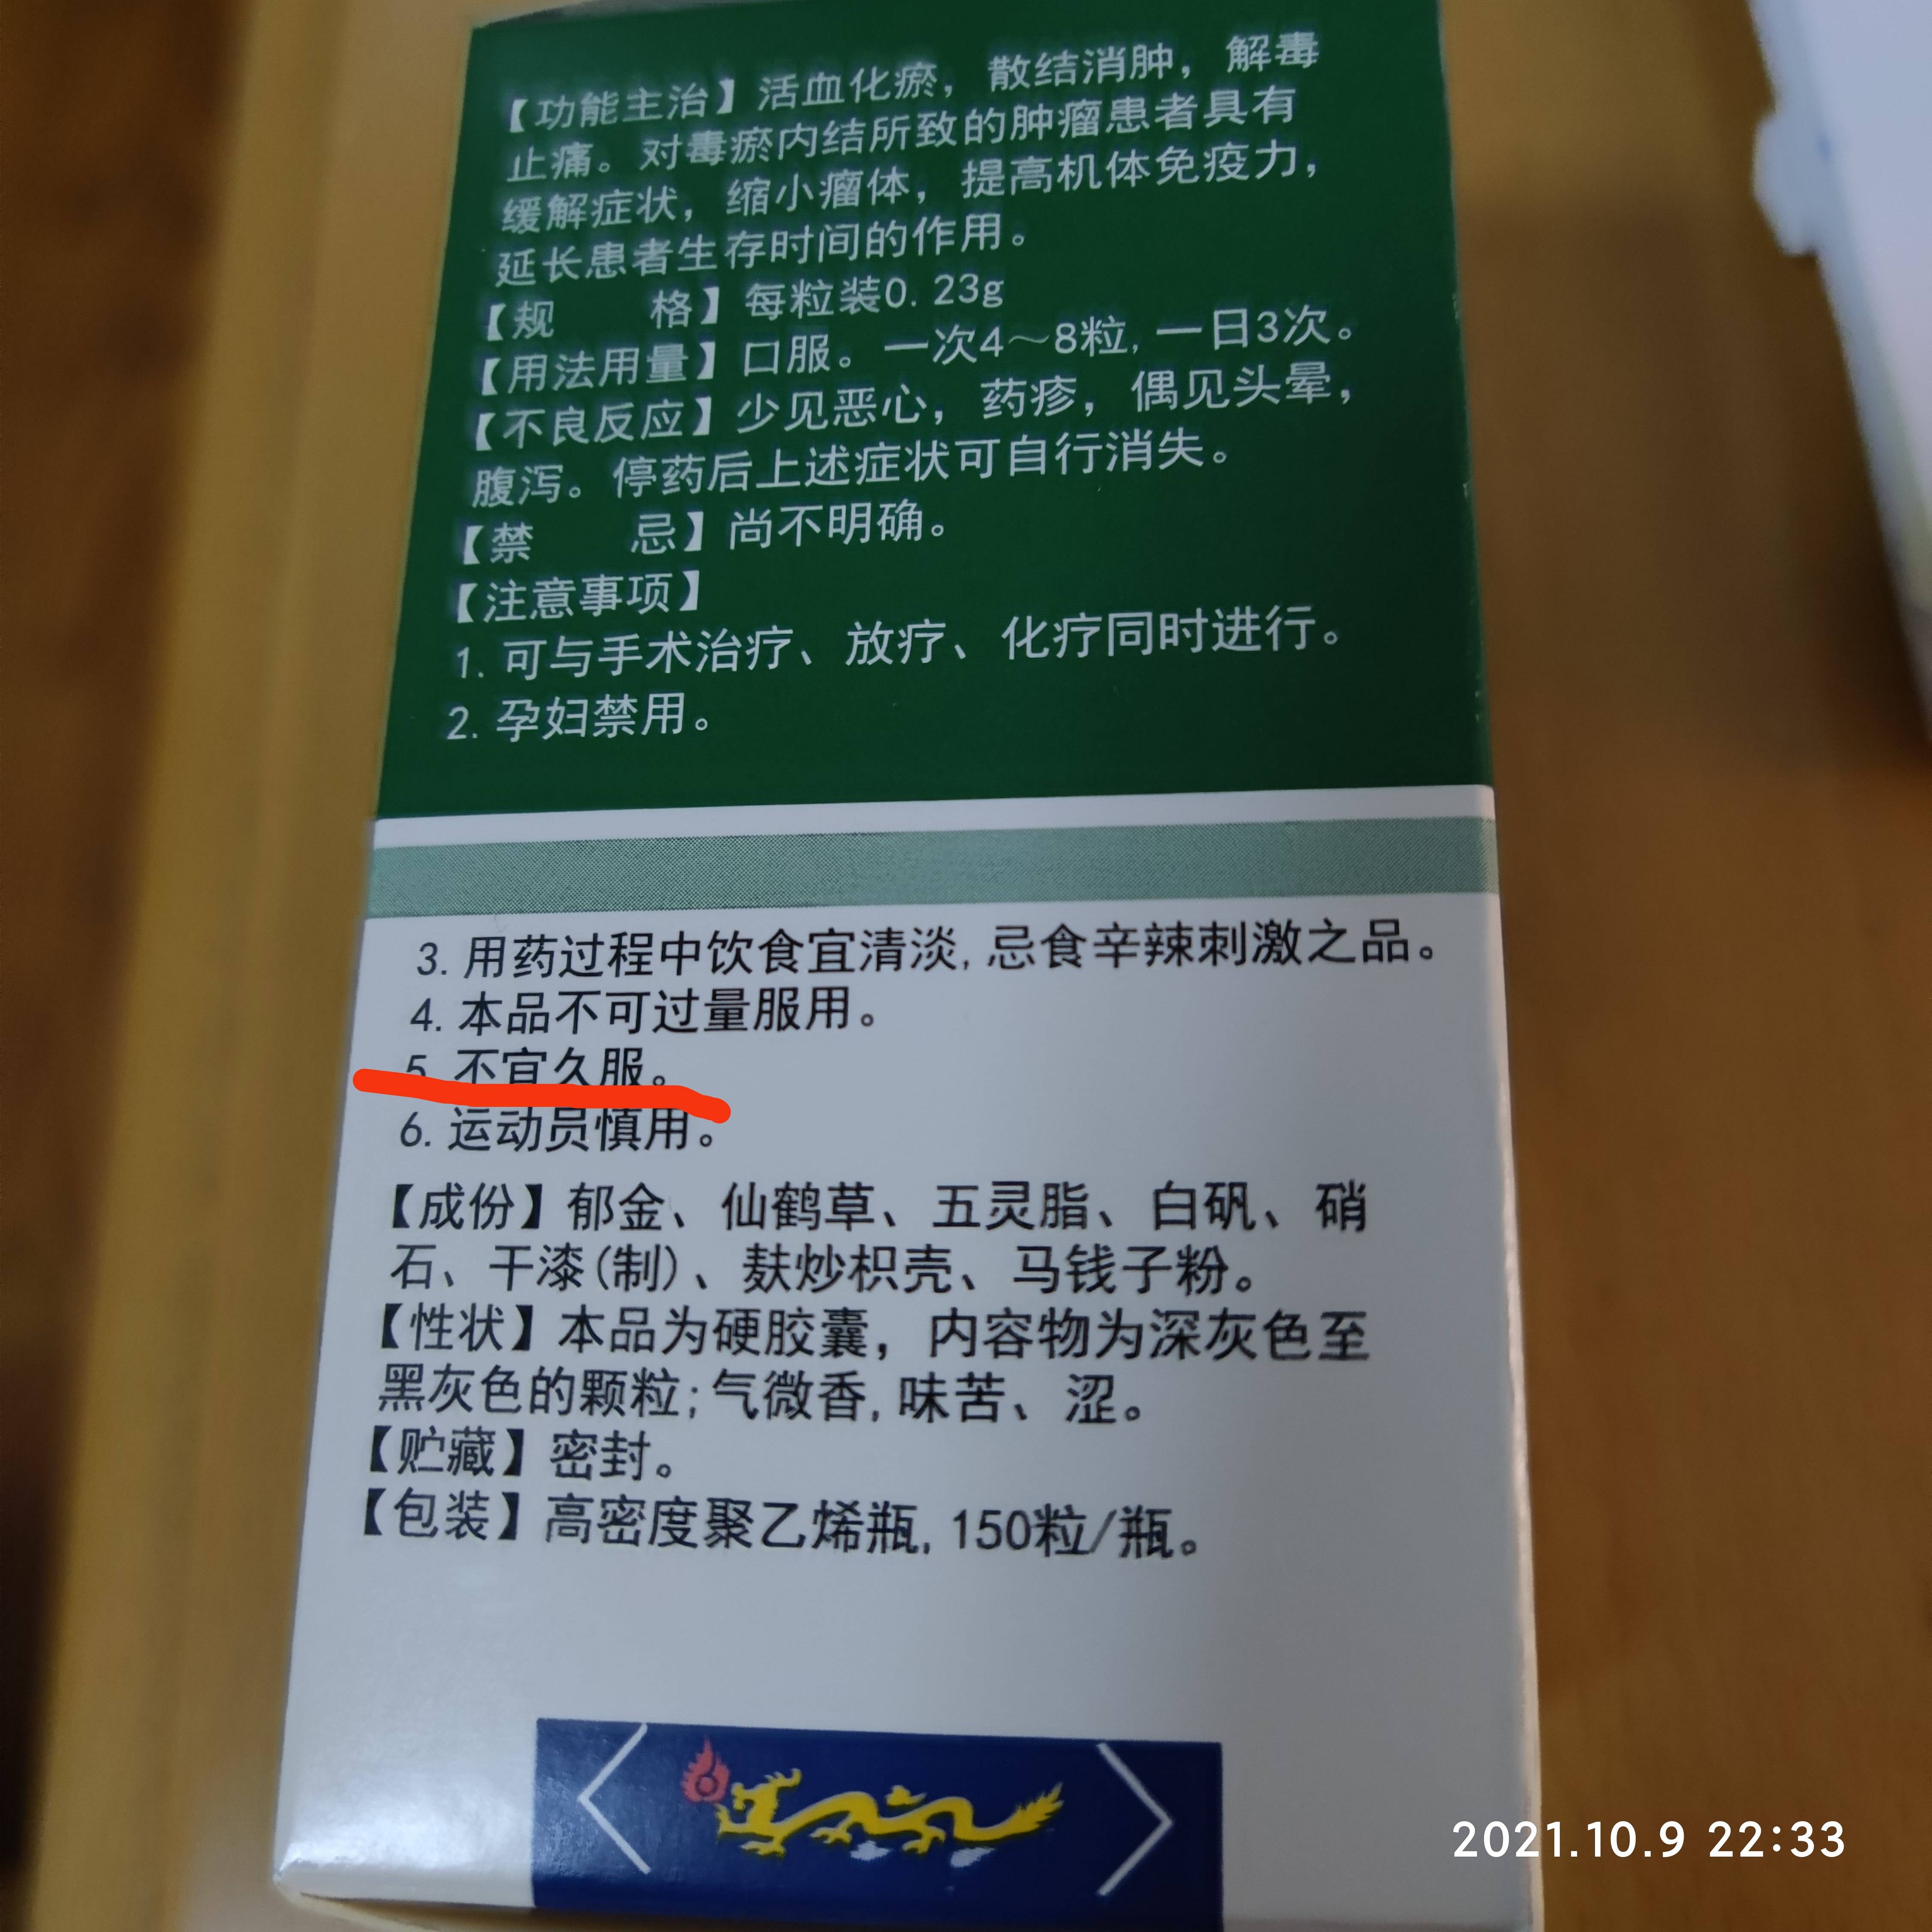 【功能主治】活血化瘀，散结消肿，解毒
止痛。对毒瘀内结所致的肿瘤患者具有
缓解症状，缩小瘤体，提高机体免疫力，
延长患者生存时间的作用。
【规　　格】每粒装0.23g
【用法用量】口服。一次4～8粒,一日3次。
【不良反应】少见恶心，药疹，偶见头晕，
腹泻。停药后上述症状可自行消失。
【禁　　忌】尚不明确。
【注意事项】
1.可与手术治疗、放疗、化疗同时进行。
2.孕妇禁用。
3.用药过程中饮食宜清淡,忌食辛辣刺激之品。
4.本品不可过量服用。
5.不宜久服。
6.运动员慎用。
【成份】郁金、仙鹤草、五灵脂、白矾、硝
石、干漆(制)、麸炒枳壳、马钱子粉。
【性状】本品为硬胶囊，内容物为深灰色至
黑灰色的颗粒;气微香,味苦、涩。
【贮藏】密封。
【包装】高密度聚乙烯瓶,150粒/瓶。
2021.10.9 22:33